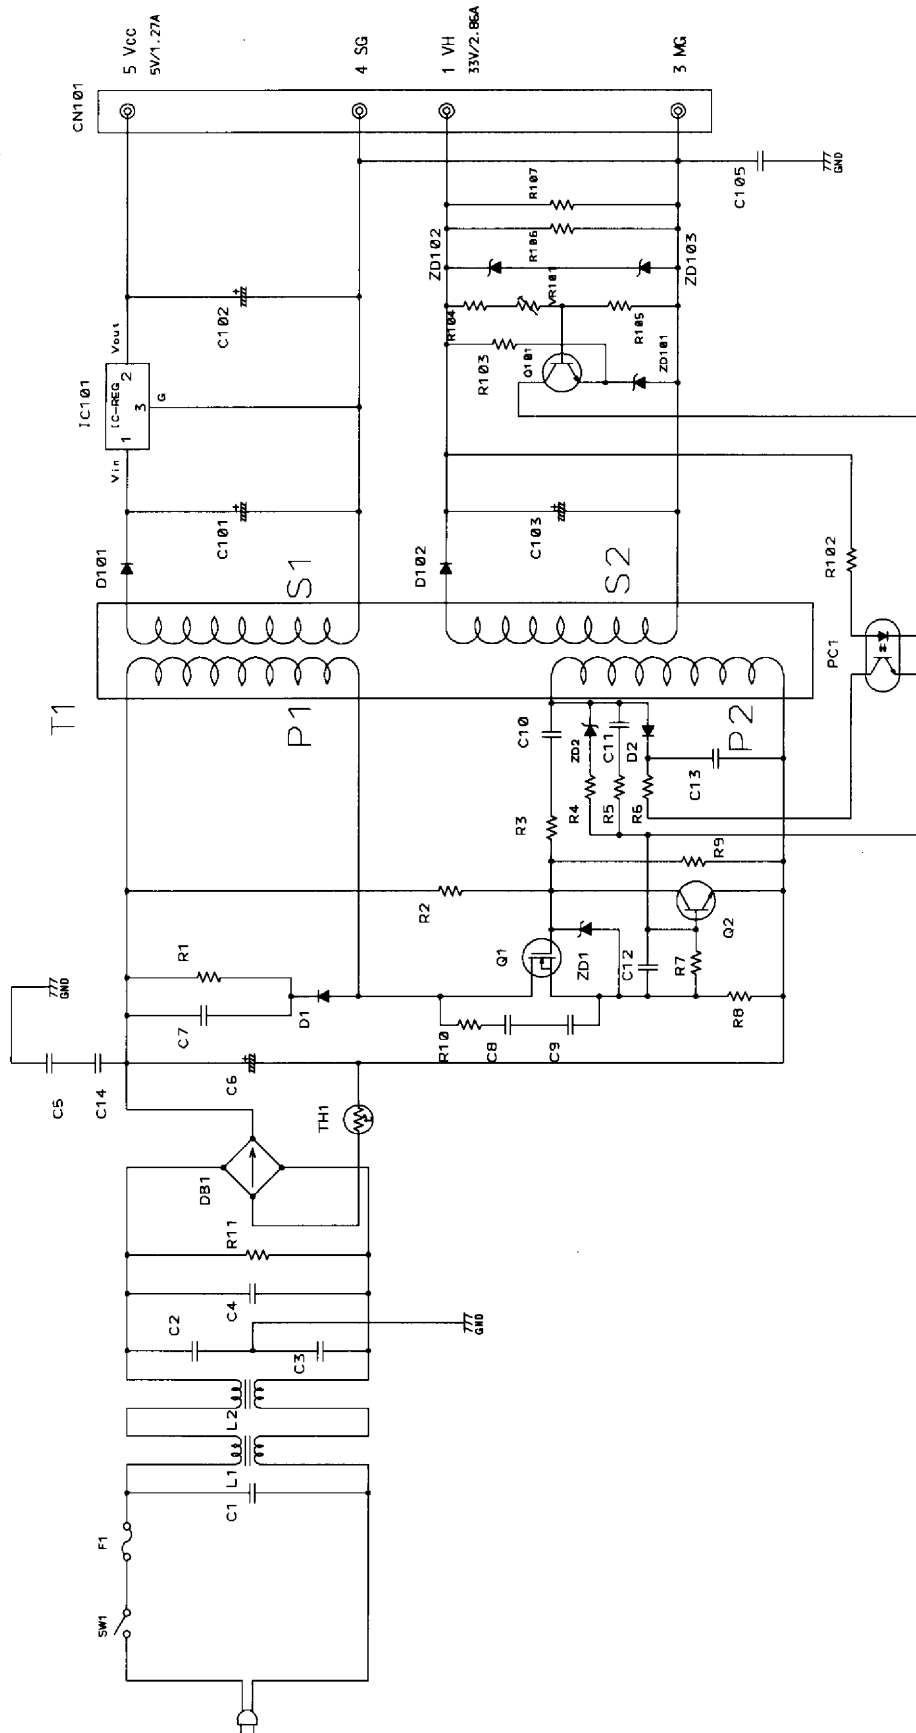 SW1
F1
C1
L1
L2
C2
C3
GND
C4
R11
DB1
TH1
C5
C14
GND
C6
C7
R1
D1
R10
C8
C9
Q1
ZD1
R2
R3
C10
C12
R7
R8
Q2
R9
R4
R5
R6
ZD2
C11
D2
C13
T1
P1
P2
S1
S2
PC1
R102
D101
D102
C101
C103
IC101
IC-REG
Vin
1
2
3
G
Vout
C102
Q101
R103
R104
VR101
R105
ZD101
ZD102
ZD103
R106
R107
C105
GND
CN101
5 Vcc
5V/1.27A
4 SG
1 VH
33V/2.86A
3 MG